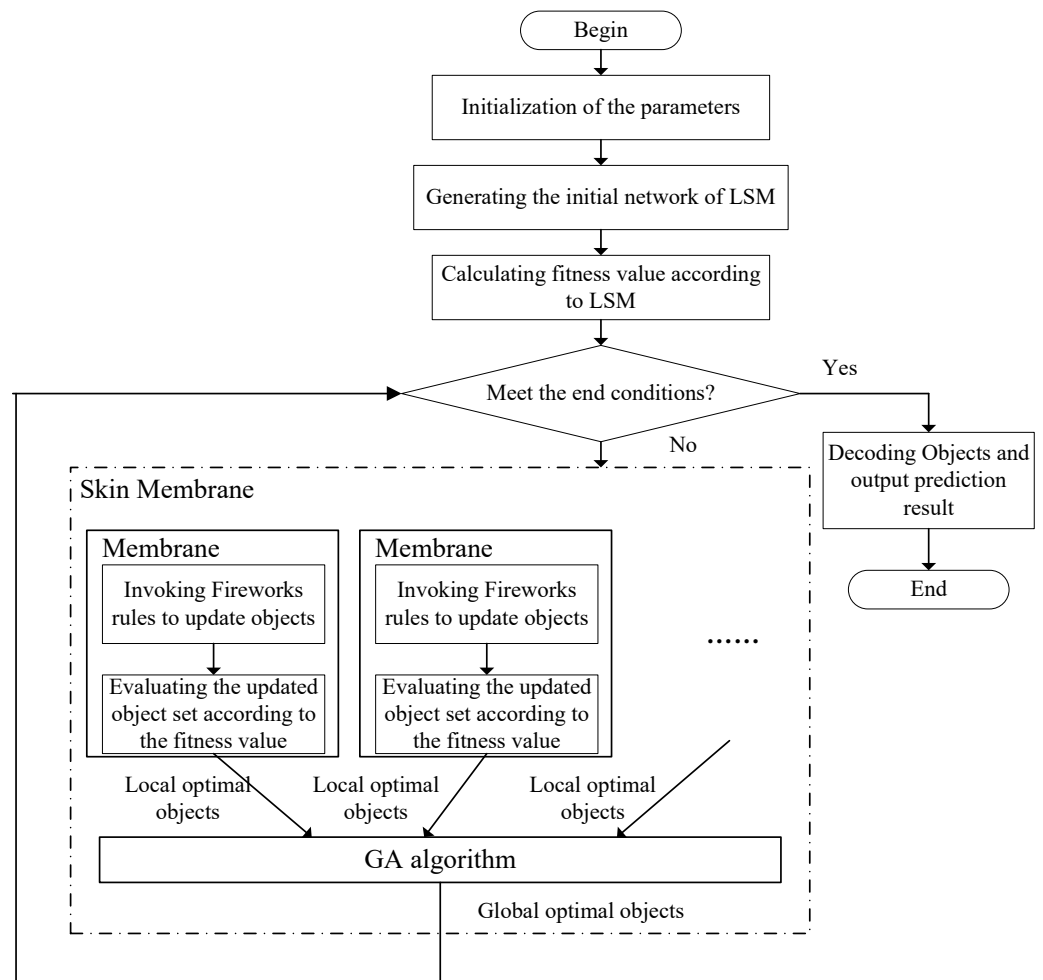 Begin
Initialization of the parameters
Generating the initial network of LSM
Calculating fitness value according
to LSM
Meet the end conditions?
Yes
No
Decoding Objects and
output prediction
result
End
Skin Membrane
Membrane
Invoking Fireworks
rules to update objects
Evaluating the updated
object set according to
the fitness value
Membrane
Invoking Fireworks
rules to update objects
Evaluating the updated
object set according to
the fitness value
......
Local optimal
objects
Local optimal
objects
Local optimal
objects
GA algorithm
Global optimal objects